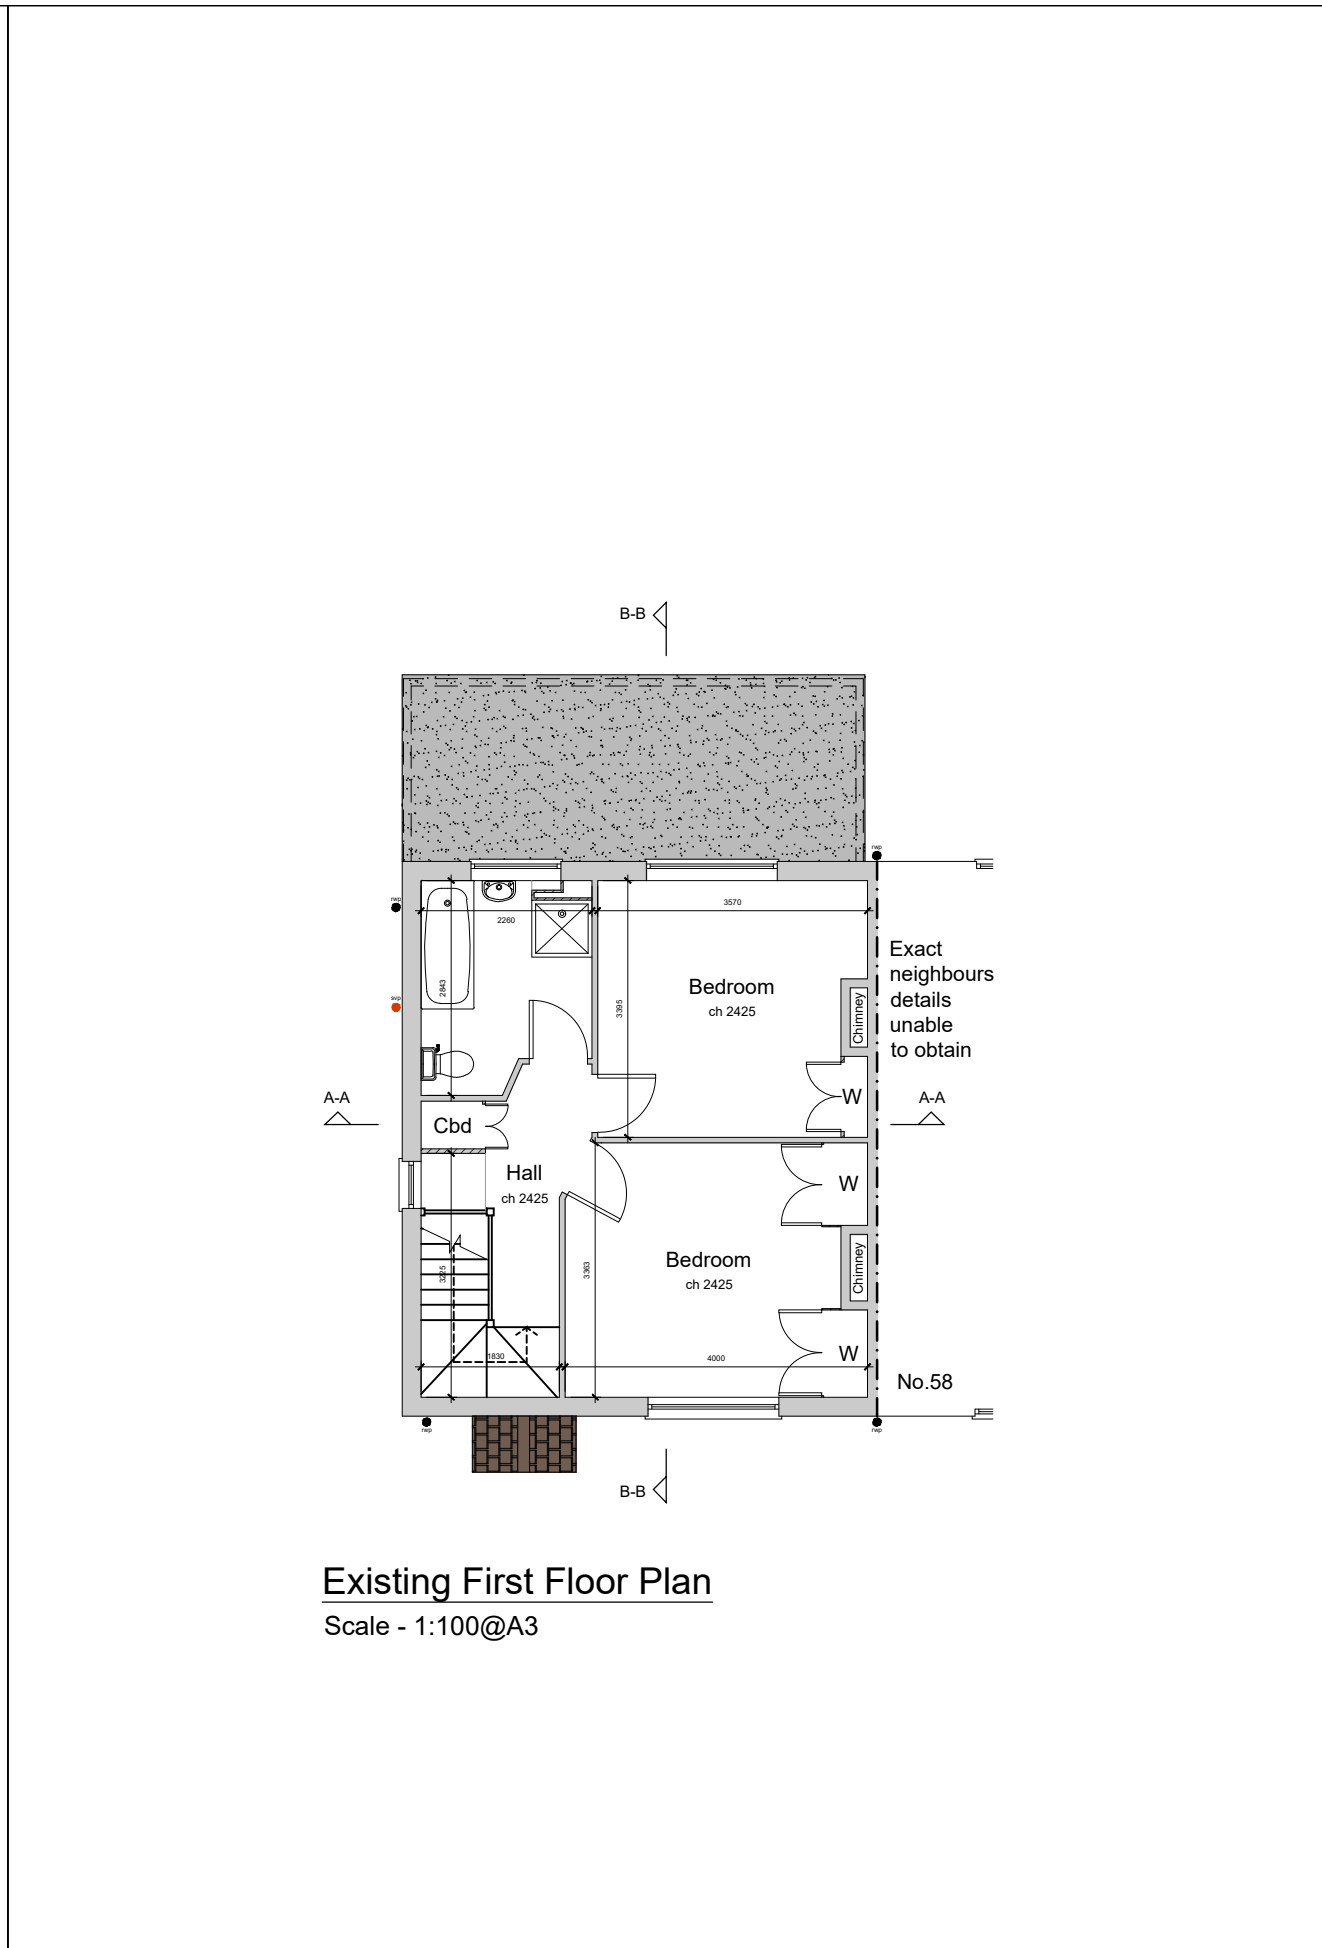 B-B
rwp
rwp
3570
2260
Exact
neighbours
details
unable
to obtain
2843
Bedroom
ch 2425
3395
Chimney
svp
A-A
W
A-A
Cbd
Hall
ch 2425
W
Bedroom
ch 2425
3363
3225
Chimney
1830
4000
W
No.58
rwp
rwp
B-B
Existing First Floor Plan
Scale - 1:100@A3